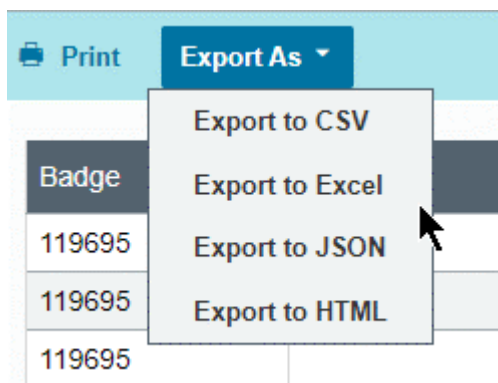 Print
Export As
Export to CSV
Export to Excel
Export to JSON
Export to HTML
Badge
119695
119695
119695